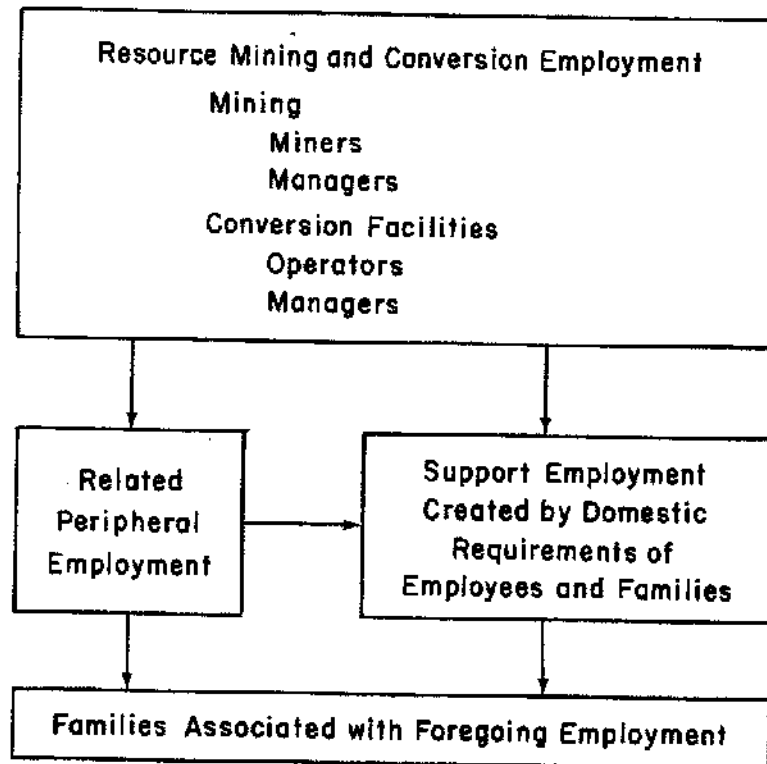 Resource Mining and Conversion Employment
Mining
Miners
Managers
Conversion Facilities
Operators
Managers
Related
Peripheral
Employment
Support Employment
Created by Domestic
Requirements of
Employees and Families
Families Associated with Foregoing Employment